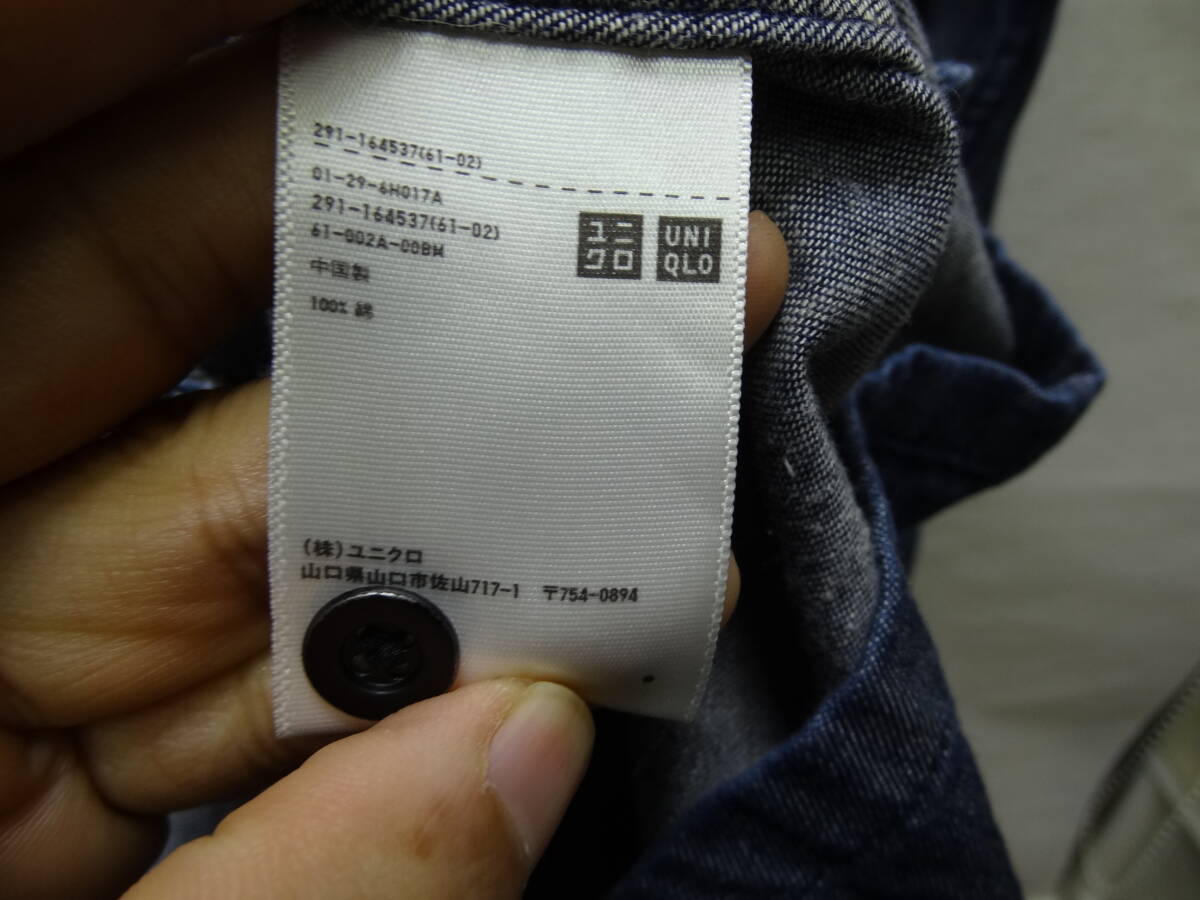 291-164537(61-02)
01-29-6H017A
291-164537(61-02)
61-002A-00BM
中国製
100% 綿
ユニ
クロ
UNI
QLO
(株)ユニクロ
山口県山口市佐山717-1 〒754-0894